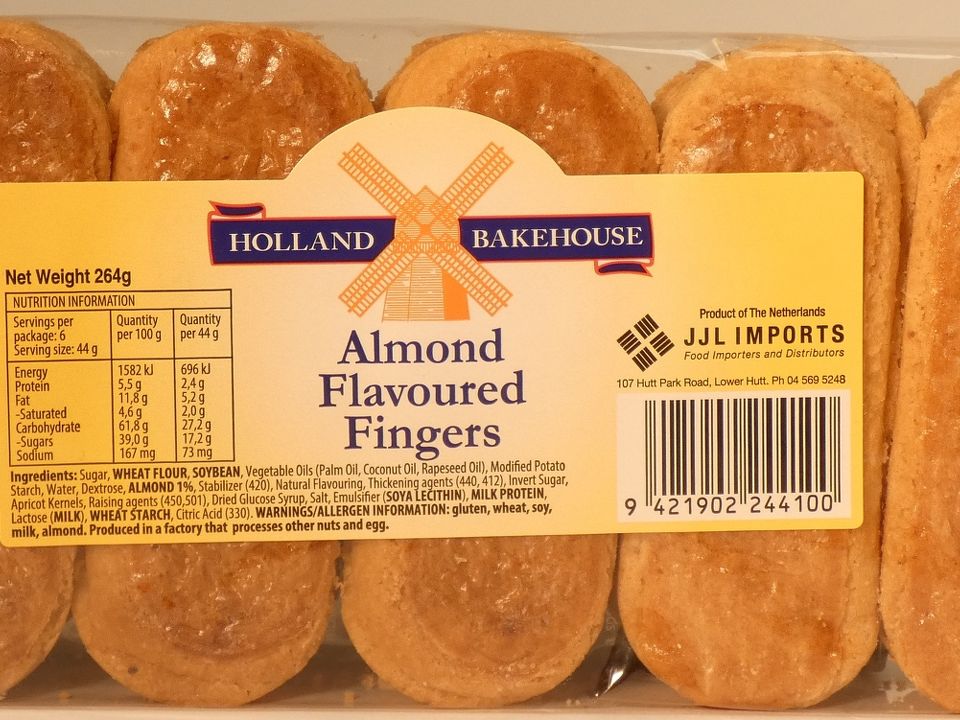 HOLLAND BAKEHOUSE
Almond
Flavoured
Fingers
Net Weight 264g
NUTRITION INFORMATION
Servings per package: 6 Serving size: 44 g Quantity per 100 g Quantity per 44 g
Energy 1582 kJ 696 kJ
Protein 5,5 g 2,4 g
Fat 11,8 g 5,2 g
-Saturated 4,6 g 2,0 g
Carbohydrate 61,8 g 27,2 g
-Sugars 39,0 g 17,2 g
Sodium 167 mg 73 mg
Ingredients: Sugar, WHEAT FLOUR, SOYBEAN, Vegetable Oils (Palm Oil, Coconut Oil, Rapeseed Oil), Modified Potato
Starch, Water, Dextrose, ALMOND 1%, Stabilizer (420), Natural Flavouring, Thickening agents (440, 412), Invert Sugar,
Apricot Kernels, Raising agents (450,501), Dried Glucose Syrup, Salt, Emulsifier (SOYA LECITHIN), MILK PROTEIN,
Lactose (MILK), WHEAT STARCH, Citric Acid (330). WARNINGS/ALLERGEN INFORMATION: gluten, wheat, soy,
milk, almond. Produced in a factory that processes other nuts and egg.
Product of The Netherlands
JJL IMPORTS
Food Importers and Distributors
107 Hutt Park Road, Lower Hutt. Ph 04 569 5248
9 421902 244100